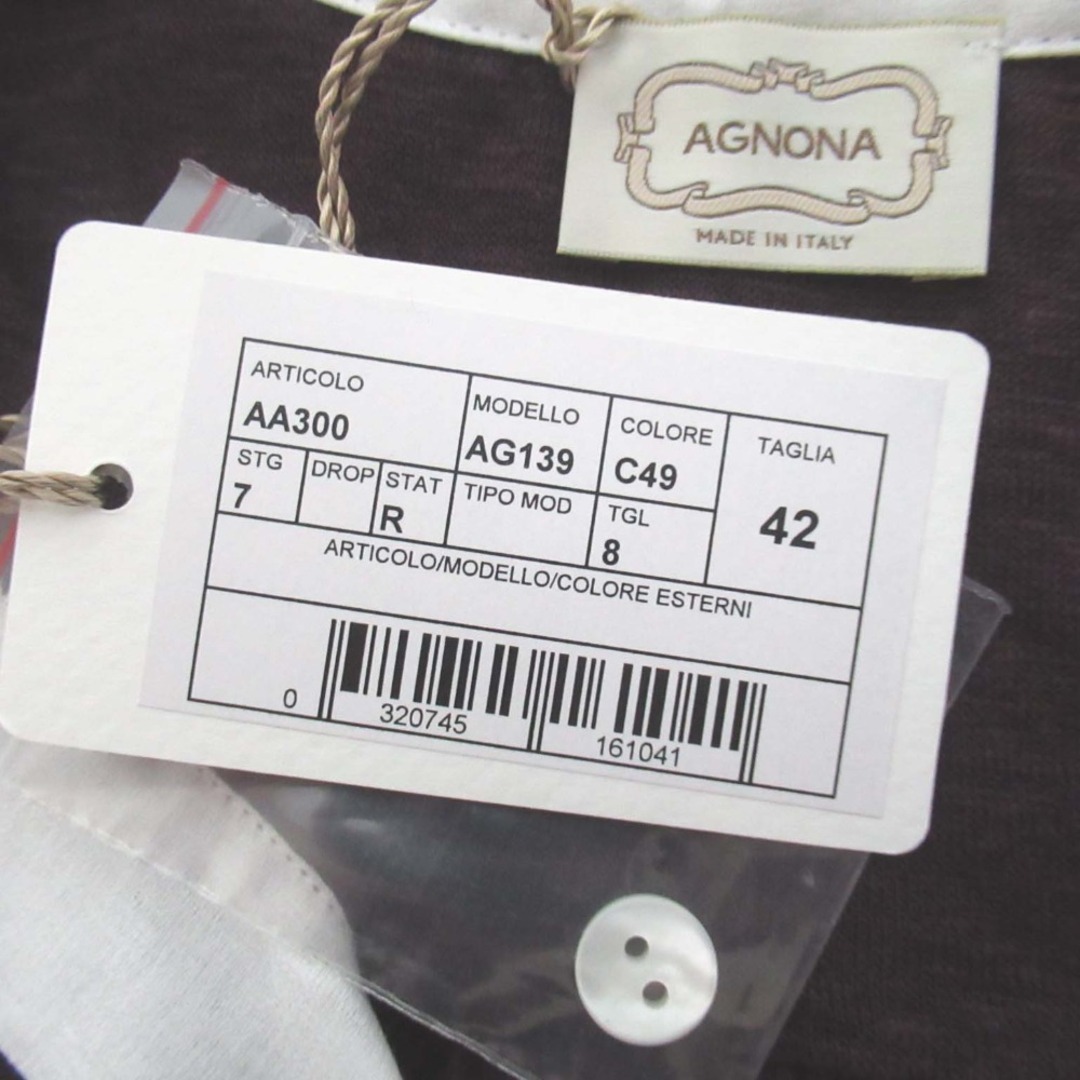 AGNONA
MADE IN ITALY
ARTICOLO
AA300
MODELLO
AG139
COLORE
C49
TAGLIA
42
STG
7
DROP
STAT
R
TIPO MOD
TGL
8
ARTICOLO/MODELLO/COLORE ESTERNI
0 320745 161041